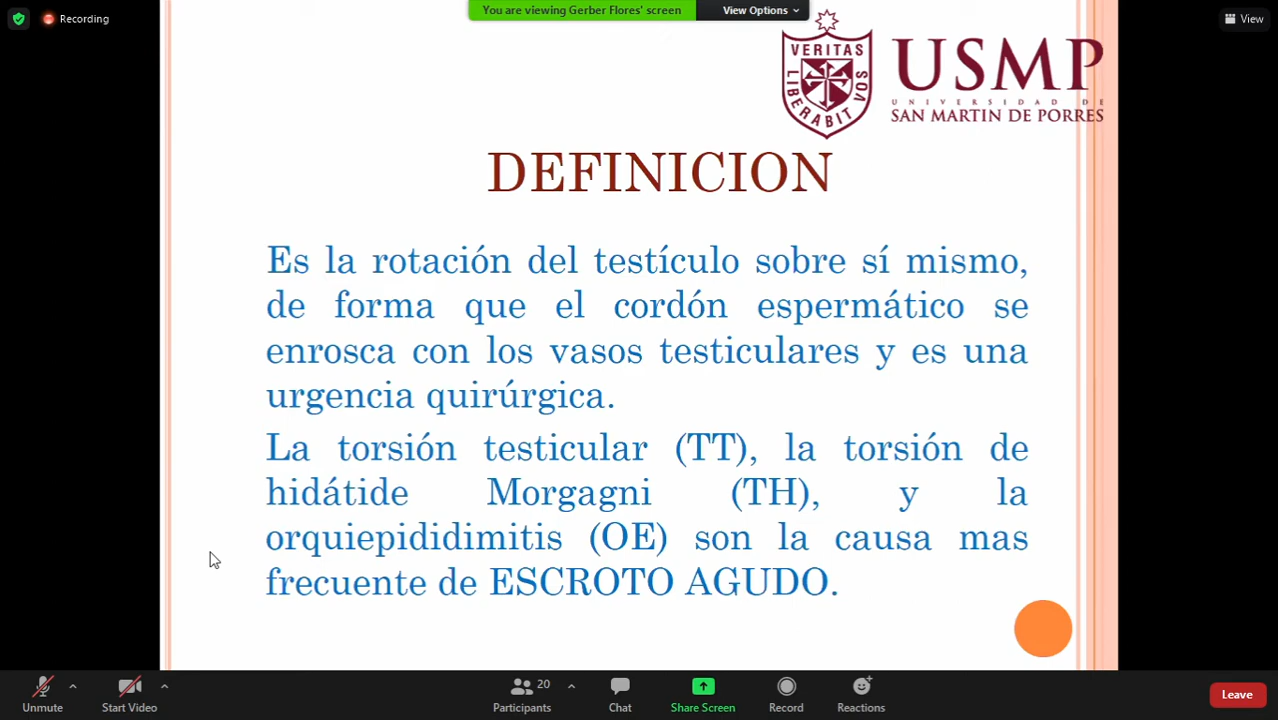 Recording
You are viewing Gerber Flores' screen
View Options
View
VERITAS
LIBERABIT VOS
USMP
UNIVERSIDAD DE
SAN MARTIN DE PORRES
DEFINICION
Es la rotación del testículo sobre sí mismo,
de forma que el cordón espermático se
enrosca con los vasos testiculares y es una
urgencia quirúrgica.
La torsión testicular (TT), la torsión de
hidátide Morgagni (TH), y la
orquiepididimitis (OE) son la causa mas
frecuente de ESCROTO AGUDO.
Unmute
Start Video
20
Participants
Chat
Share Screen
Record
Reactions
Leave